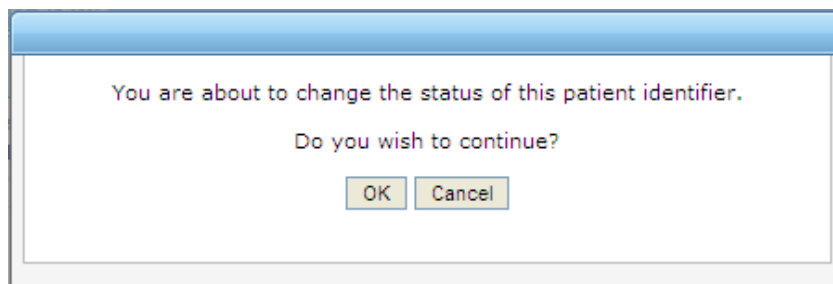 You are about to change the status of this patient identifier.
Do you wish to continue?
OK Cancel